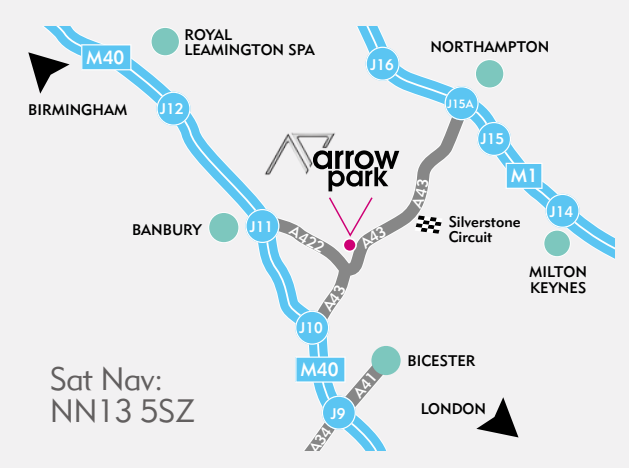 ROYAL
LEAMINGTON SPA
NORTHAMPTON
M40
J16
BIRMINGHAM
J12
J15A
J15
arrow
park
M1
A43
J14
BANBURY
J11
A422
A43
Silverstone
Circuit
MILTON
KEYNES
A43
J10
M40
BICESTER
Sat Nav:
NN13 5SZ
A41
LONDON
J9
A34